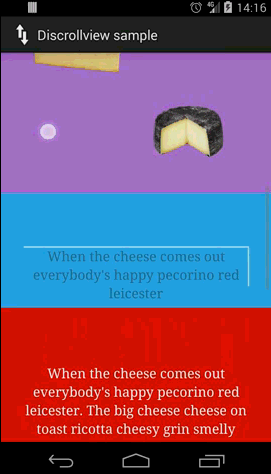 14:16
Discrollview sample
When the cheese comes out
everybody's happy pecorino red
leicester
When the cheese comes out
everybody's happy pecorino red
leicester. The big cheese cheese on
toast ricotta cheesy grin smelly